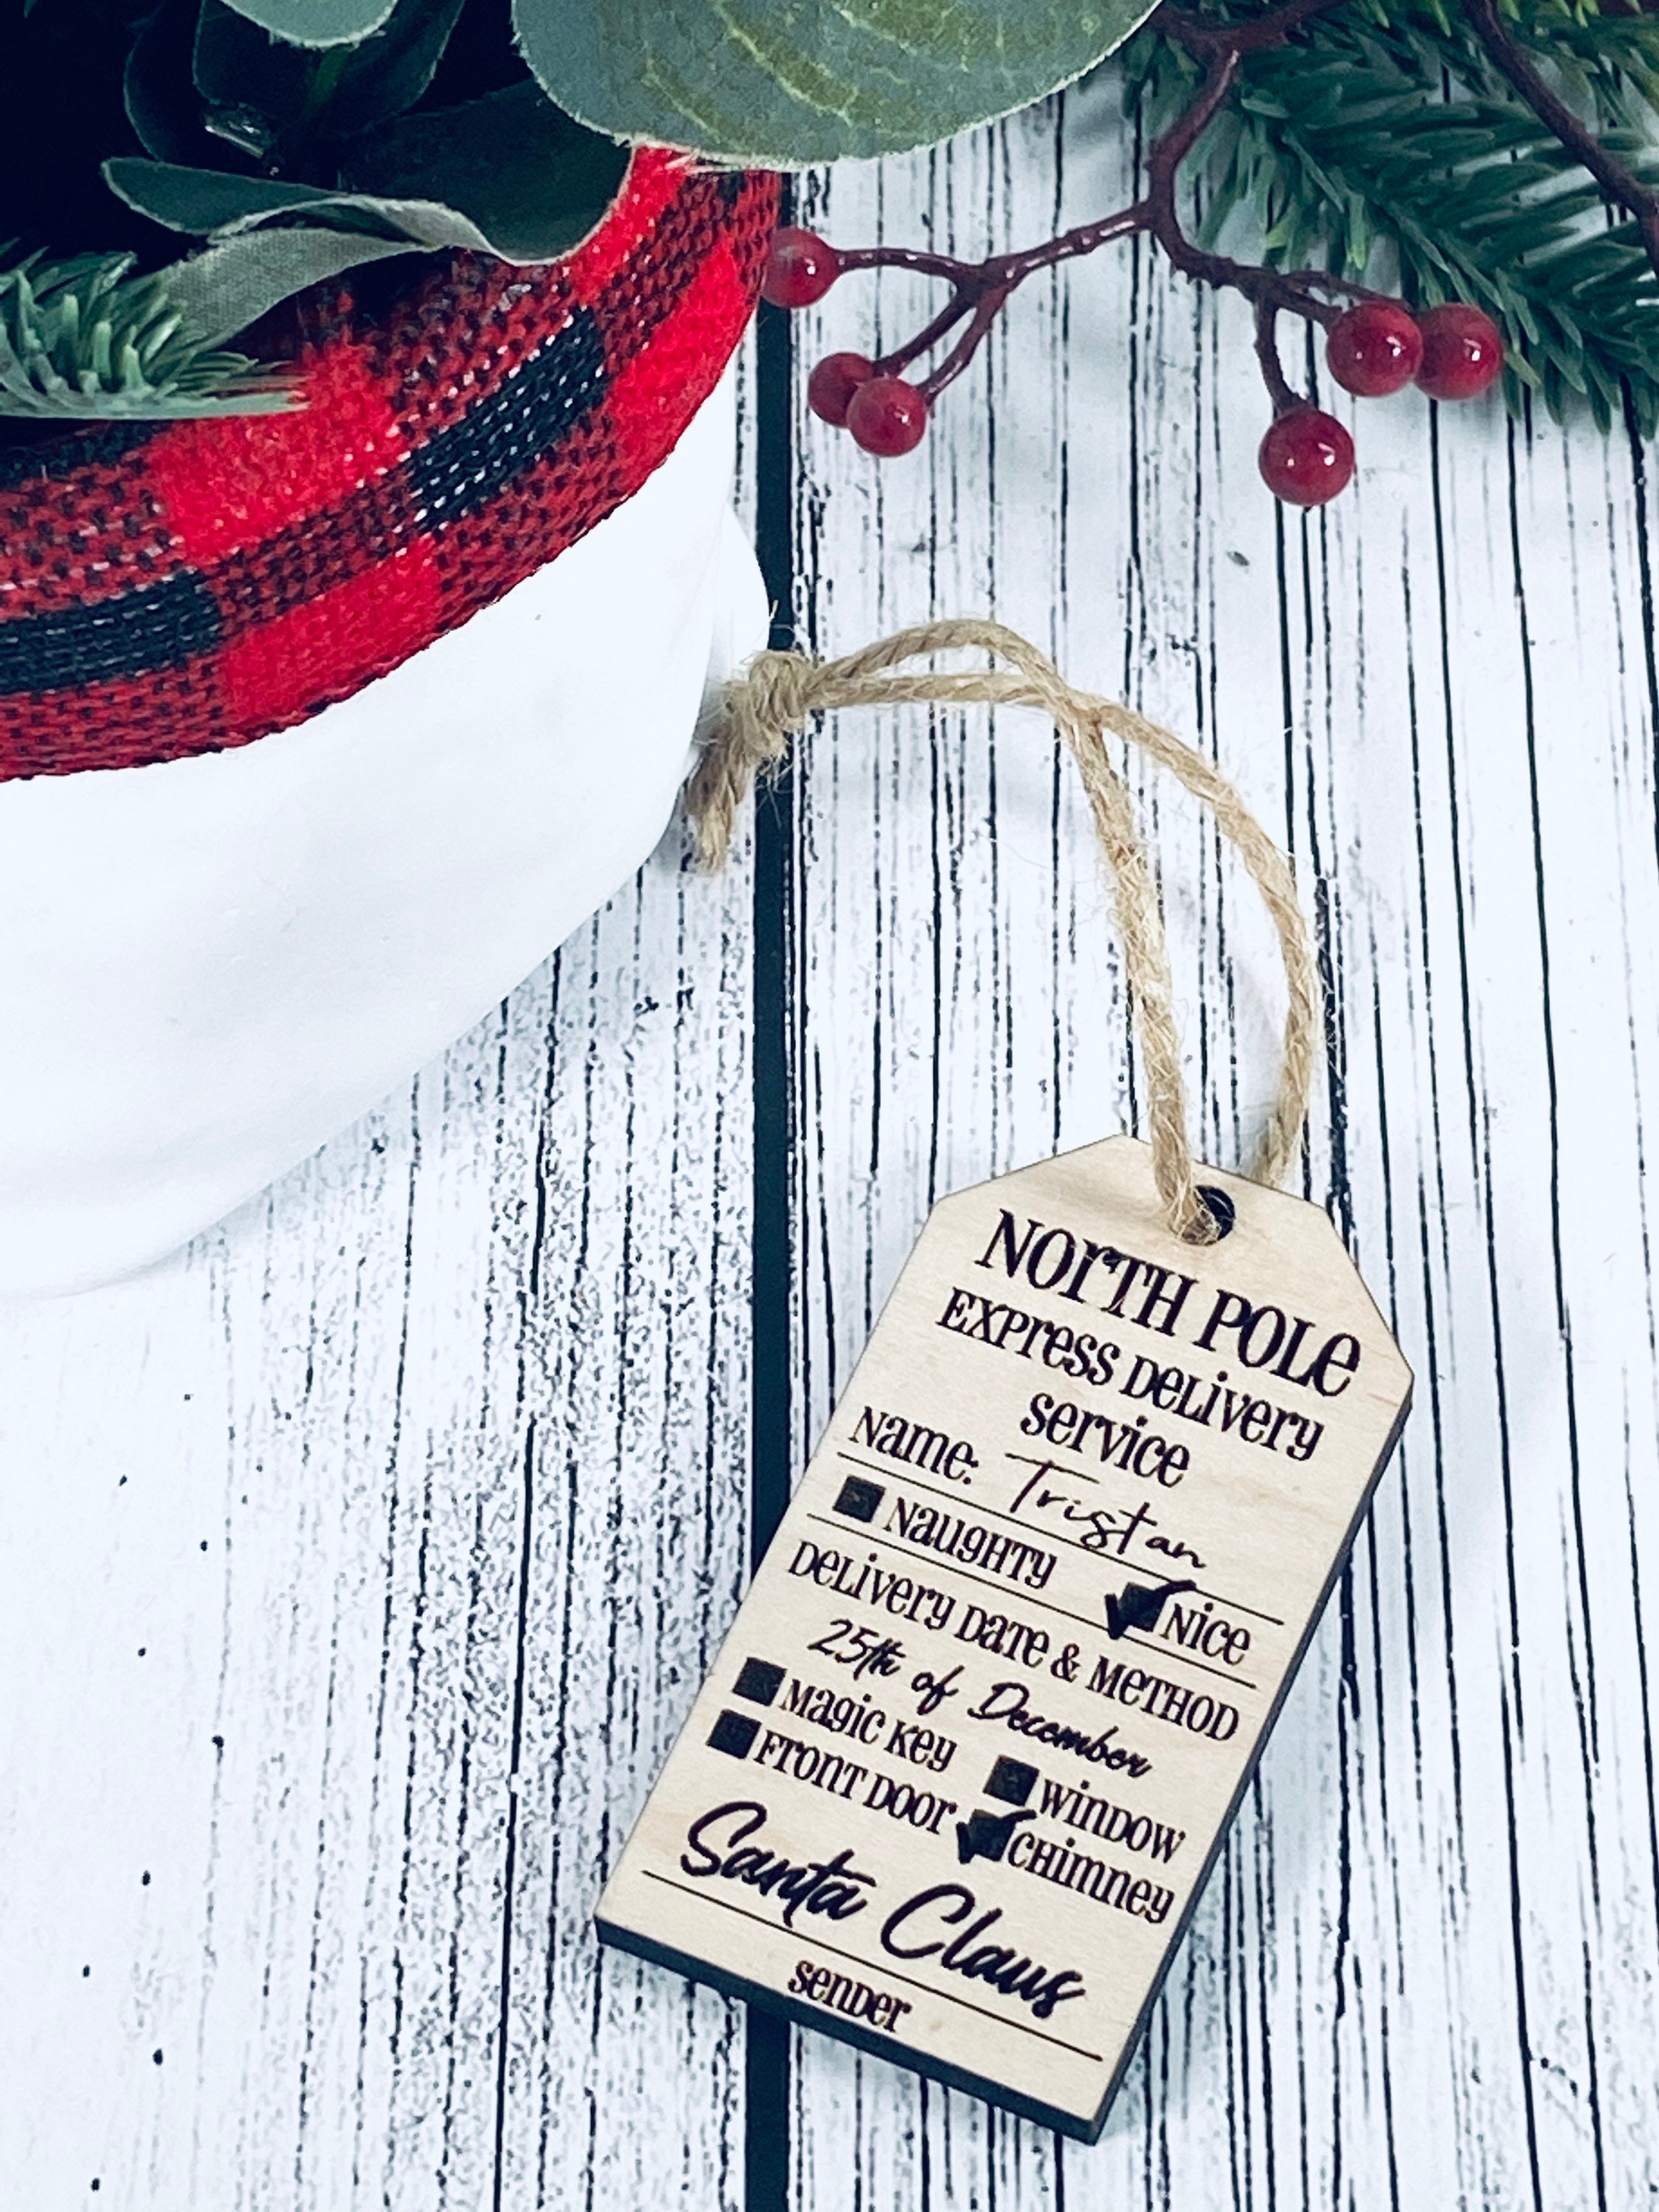 NORTH POLE
EXPRESS DELIVERY
SERVICE
Name: Tristan
Naughty Nice
Delivery Date & Method
25th of December
Magic Key Window
Front Door Chimney
Santa Claus
Sender